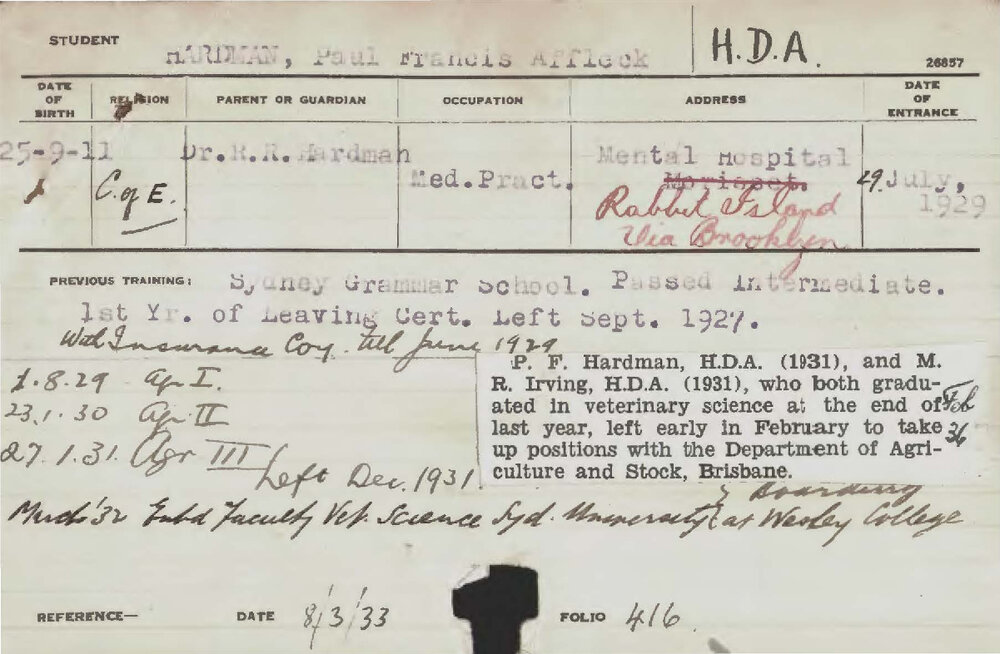 STUDENT HARDMAN, Paul Francis Affleck H.D.A. 26857
DATE OF BIRTH RELIGION PARENT OR GUARDIAN OCCUPATION ADDRESS DATE OF ENTRANCE
25-9-11 Dr.R.R.Hardman Mental Hospital
C. of E. Med.Pract. Morisset. 29 July,
Rabbit Island 1929
Via Brooklyn
PREVIOUS TRAINING: Sydney Grammar School. Passed Intermediate.
1st Yr. of Leaving Cert. Left Sept. 1927.
With Insurance Coy. till June 1929
1.8.29 Agr I.
23.1.30 Agr II
27.1.31. Agr III
Left Dec. 1931
P. F. Hardman, H.D.A. (1931), and M.
R. Irving, H.D.A. (1931), who both gradu-
ated in veterinary science at the end of
last year, left early in February to take
up positions with the Department of Agri-
culture and Stock, Brisbane.
Feb
36
& Boarding
March '32 Entd Faculty Vet. Science Syd. University at Wesley College
REFERENCE— DATE 8/3/33 FOLIO 416.